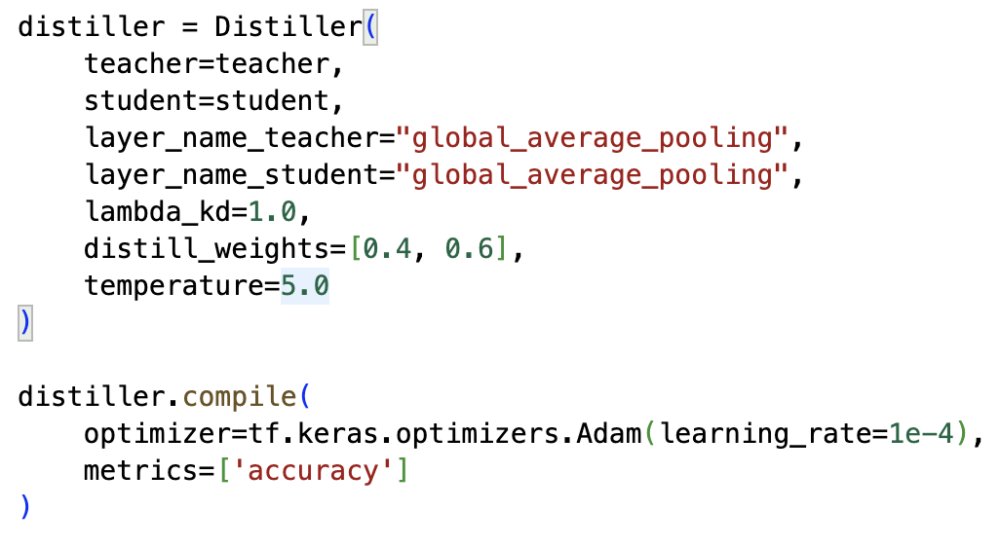 distiller = Distiller(
    teacher=teacher,
    student=student,
    layer_name_teacher="global_average_pooling",
    layer_name_student="global_average_pooling",
    lambda_kd=1.0,
    distill_weights=[0.4, 0.6],
    temperature=5.0
)

distiller.compile(
    optimizer=tf.keras.optimizers.Adam(learning_rate=1e-4),
    metrics=['accuracy']
)